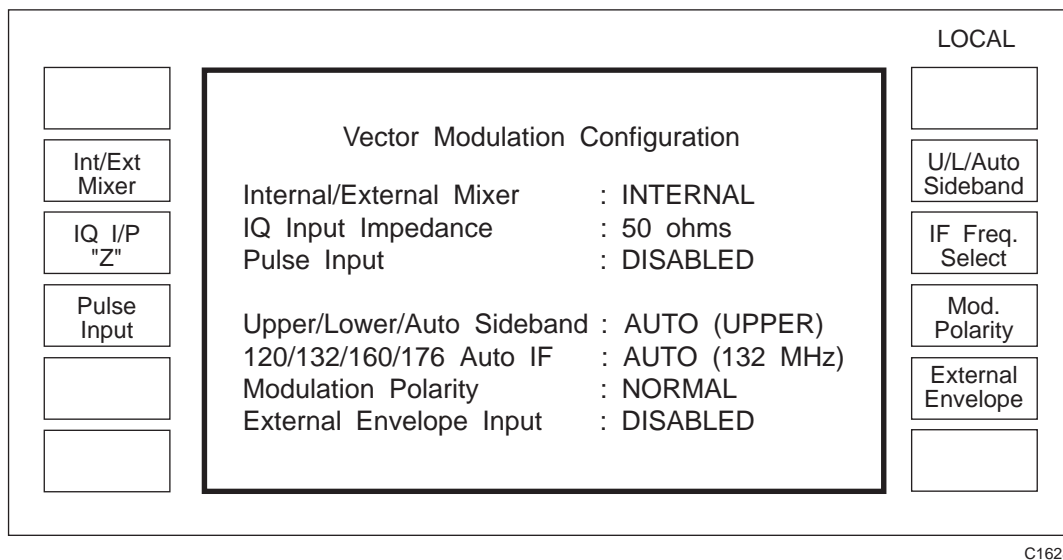 LOCAL
Int/Ext
Mixer
IQ I/P
"Z"
Pulse
Input
Vector Modulation Configuration
Internal/External Mixer : INTERNAL
IQ Input Impedance : 50 ohms
Pulse Input : DISABLED
Upper/Lower/Auto Sideband : AUTO (UPPER)
120/132/160/176 Auto IF : AUTO (132 MHz)
Modulation Polarity : NORMAL
External Envelope Input : DISABLED
U/L/Auto
Sideband
IF Freq.
Select
Mod.
Polarity
External
Envelope
C162